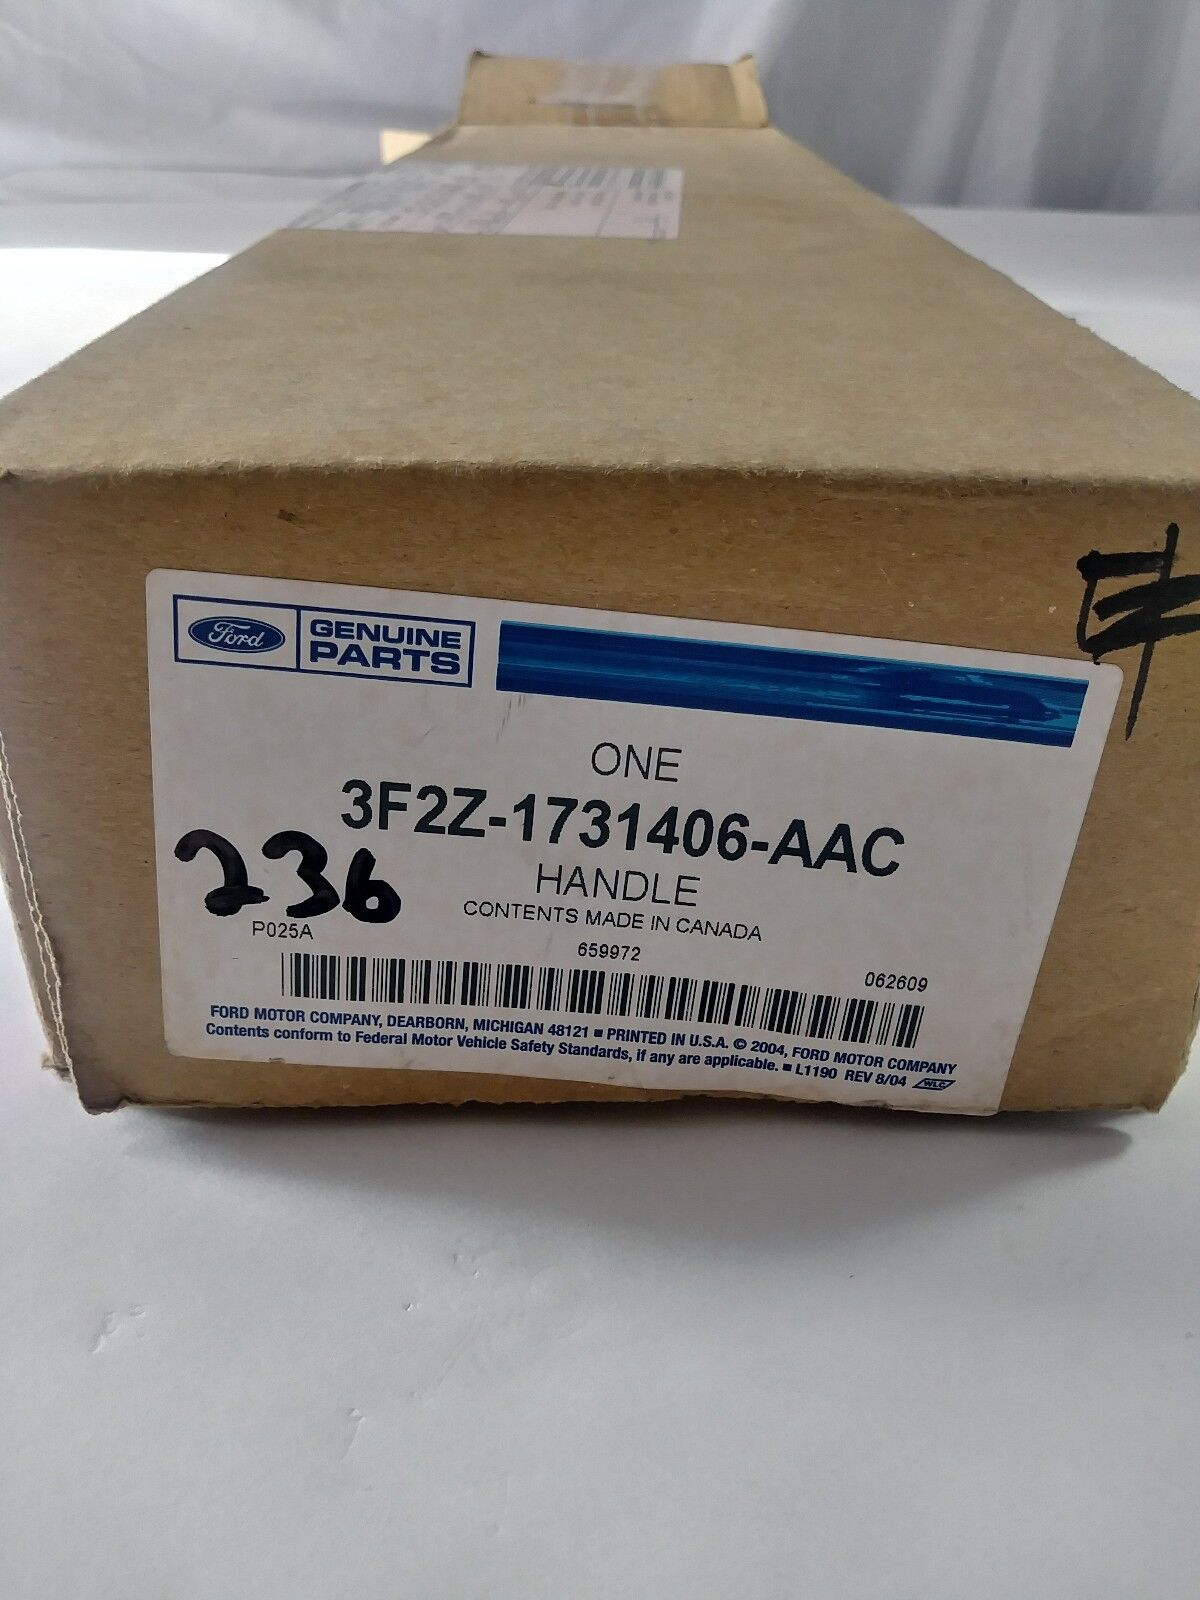 Ford
GENUINE
PARTS
ONE
3F2Z-1731406-AAC
236
HANDLE
CONTENTS MADE IN CANADA
P025A
659972
062609
FORD MOTOR COMPANY, DEARBORN, MICHIGAN 48121 ■ PRINTED IN U.S.A. © 2004, FORD MOTOR COMPANY
Contents conform to Federal Motor Vehicle Safety Standards, if any are applicable. ■ L1190 REV 8/04 WLC